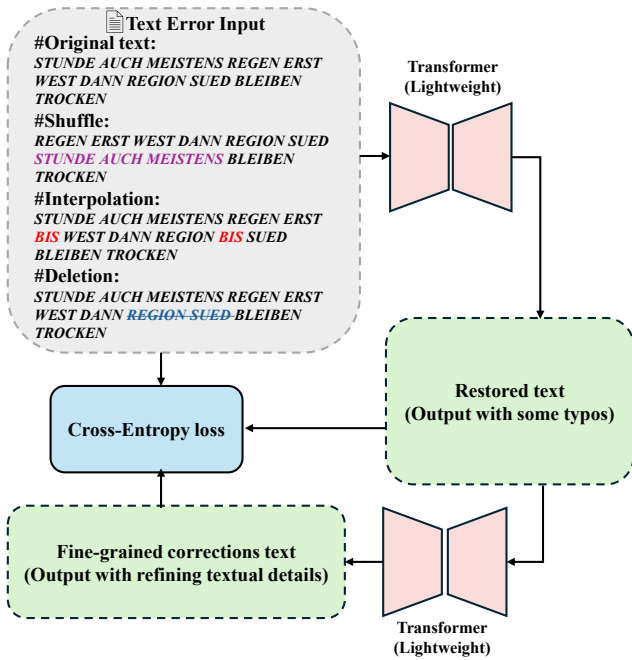 Text Error Input
#Original text:
STUNDE AUCH MEISTENS REGEN ERST
WEST DANN REGION SUED BLEIBEN
TROCKEN
#Shuffle:
REGEN ERST WEST DANN REGION SUED
STUNDE AUCH MEISTENS BLEIBEN
TROCKEN
#Interpolation:
STUNDE AUCH MEISTENS REGEN ERST
BIS WEST DANN REGION BIS SUED
BLEIBEN TROCKEN
#Deletion:
STUNDE AUCH MEISTENS REGEN ERST
WEST DANN REGION SUED BLEIBEN
TROCKEN
Transformer
(Lightweight)
Restored text
(Output with some typos)
Cross-Entropy loss
Fine-grained corrections text
(Output with refining textual details)
Transformer
(Lightweight)